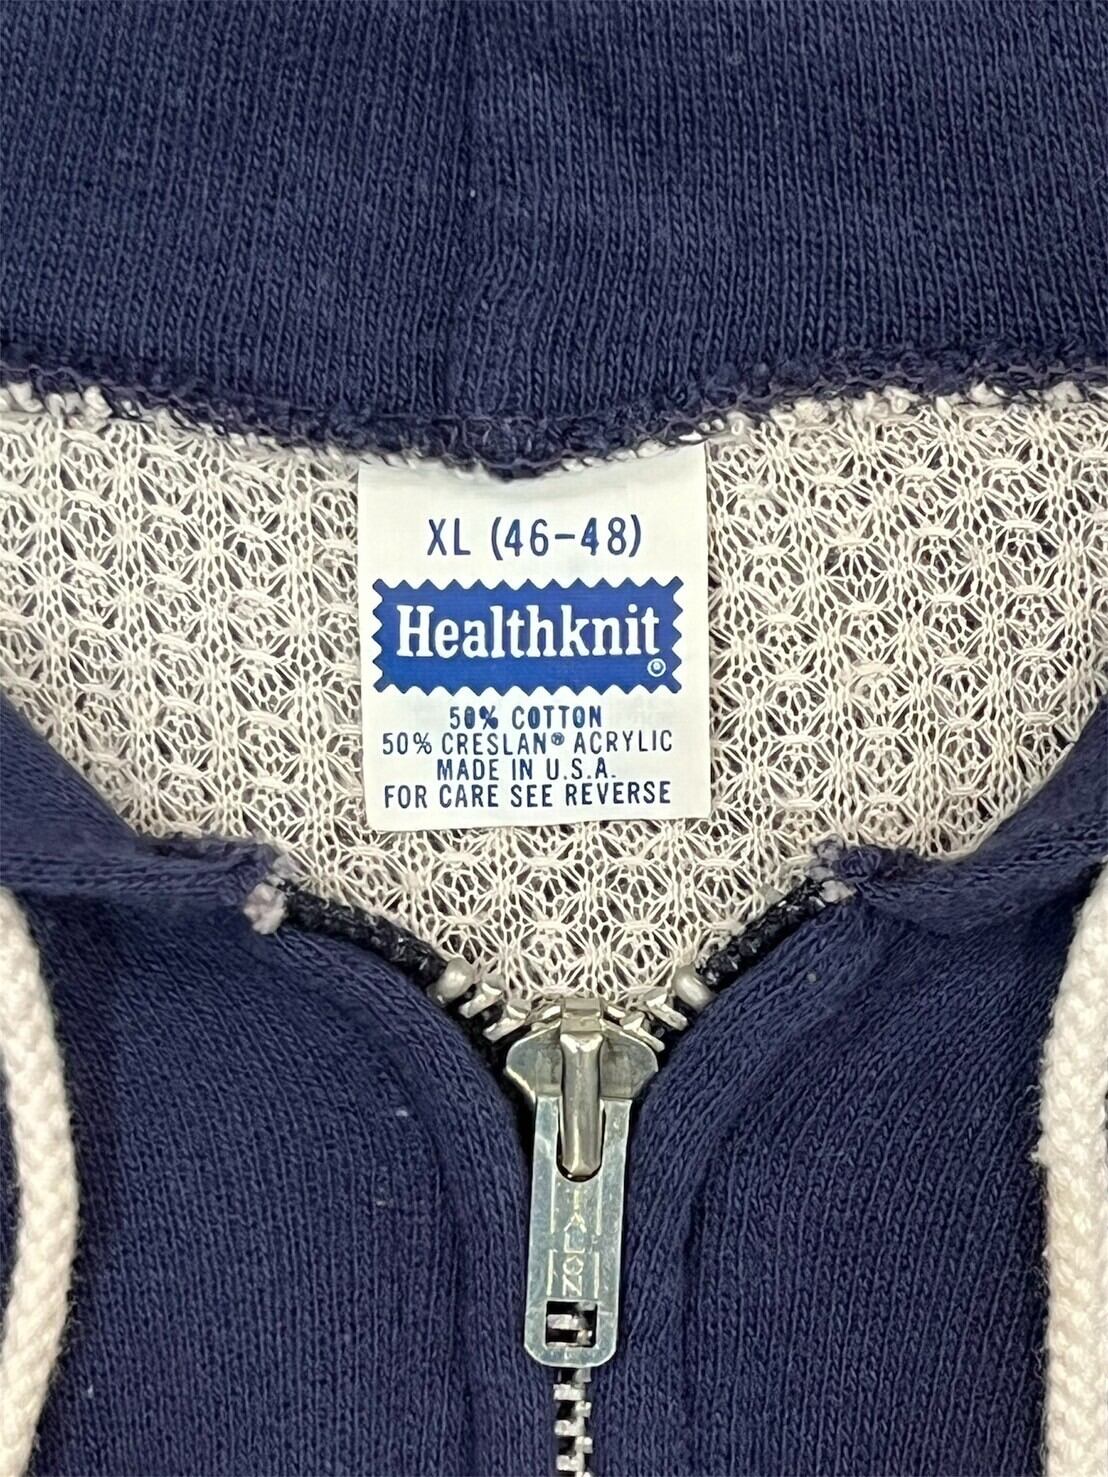 XL (46-48)
Healthknit®
50% COTTON
50% CRESLAN® ACRYLIC
MADE IN U.S.A.
FOR CARE SEE REVERSE
TALON